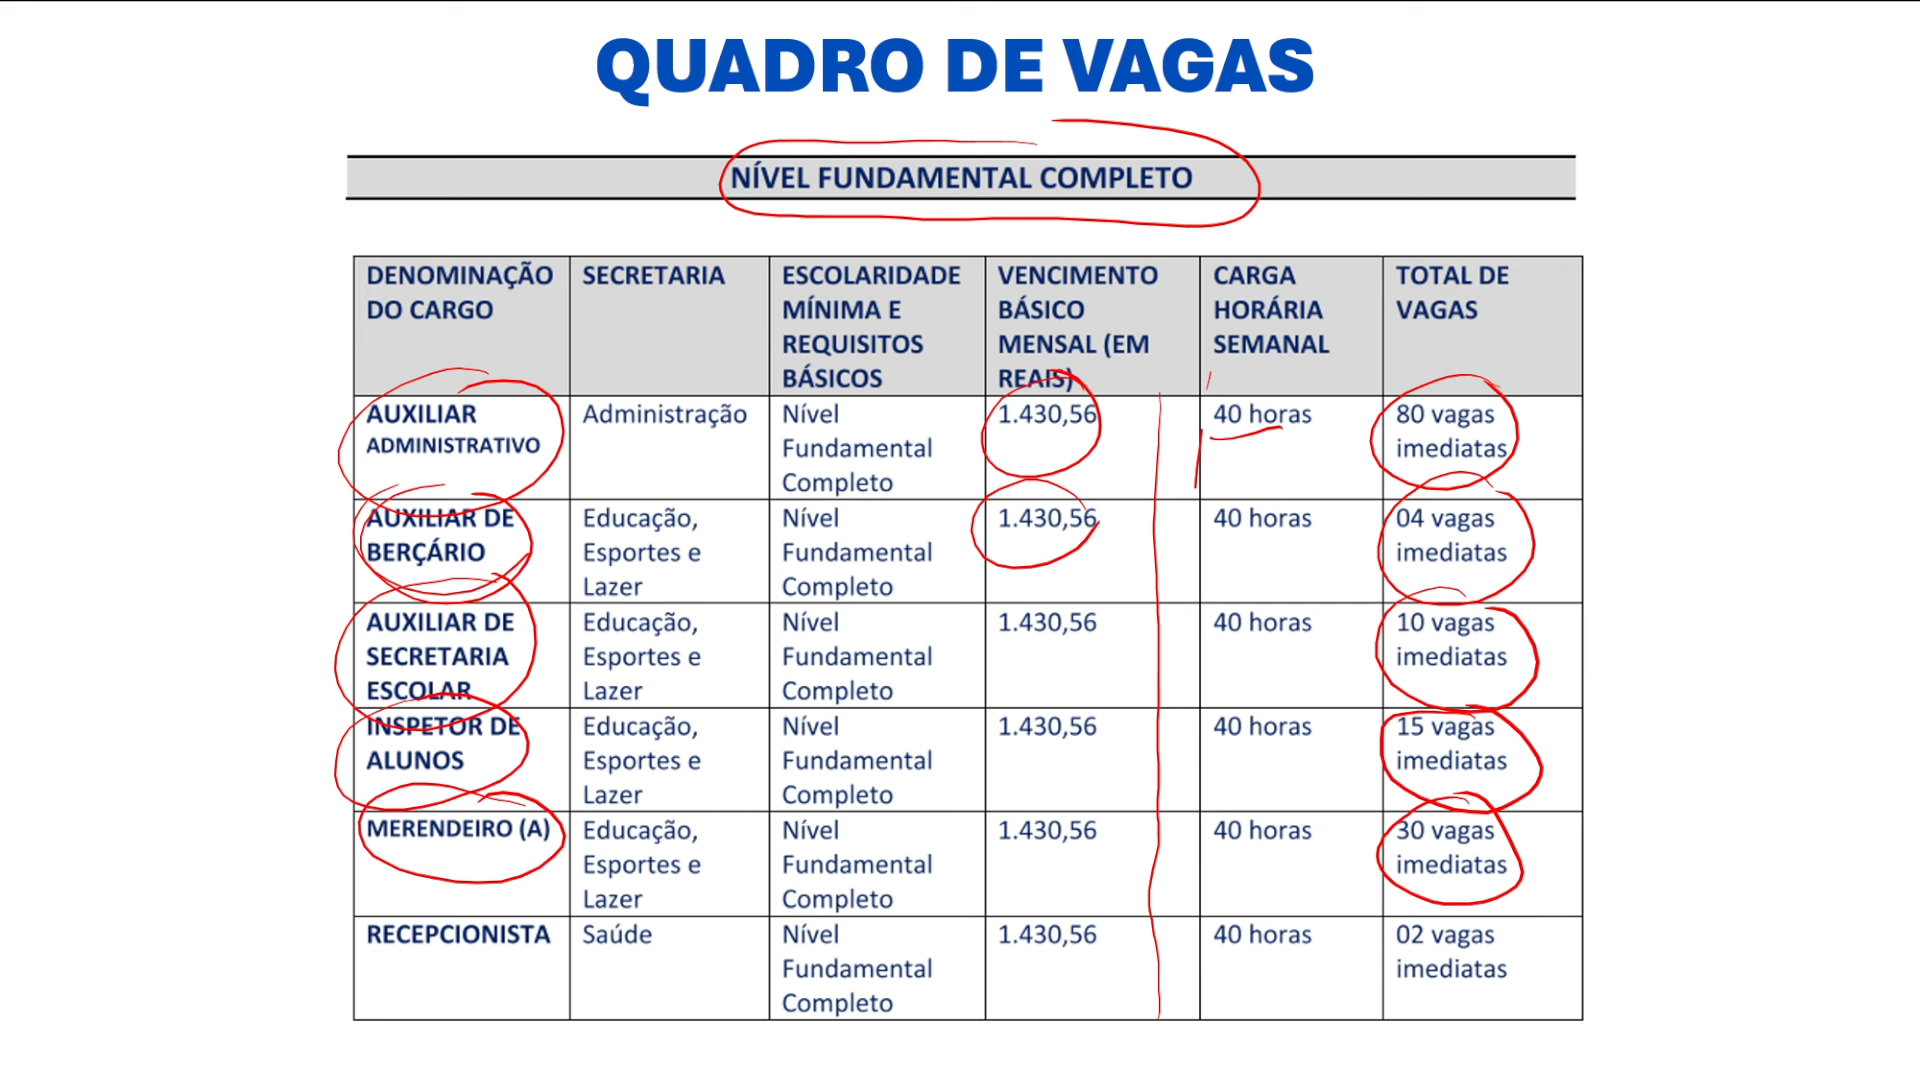 QUADRO DE VAGAS
NÍVEL FUNDAMENTAL COMPLETO
DENOMINAÇÃO
DO CARGO
SECRETARIA
ESCOLARIDADE
MÍNIMA E
REQUISITOS
BÁSICOS
VENCIMENTO
BÁSICO
MENSAL (EM
REAIS)
CARGA
HORÁRIA
SEMANAL
TOTAL DE
VAGAS
AUXILIAR
ADMINISTRATIVO
Administração
Nível
Fundamental
Completo
1.430,56
40 horas
80 vagas
imediatas
AUXILIAR DE
BERÇÁRIO
Educação,
Esportes e
Lazer
Nível
Fundamental
Completo
1.430,56
40 horas
04 vagas
imediatas
AUXILIAR DE
SECRETARIA
ESCOLAR
Educação,
Esportes e
Lazer
Nível
Fundamental
Completo
1.430,56
40 horas
10 vagas
imediatas
INSPETOR DE
ALUNOS
Educação,
Esportes e
Lazer
Nível
Fundamental
Completo
1.430,56
40 horas
15 vagas
imediatas
MERENDEIRO (A)
Educação,
Esportes e
Lazer
Nível
Fundamental
Completo
1.430,56
40 horas
30 vagas
imediatas
RECEPCIONISTA
Saúde
Nível
Fundamental
Completo
1.430,56
40 horas
02 vagas
imediatas